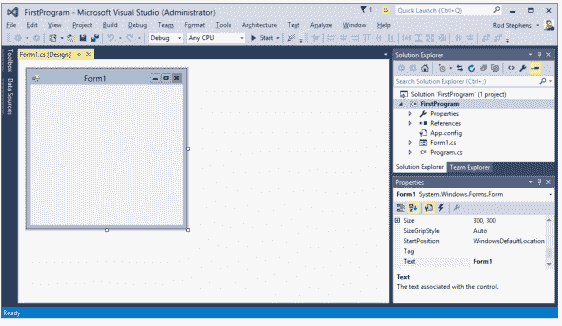 FirstProgram - Microsoft Visual Studio (Administrator)
Quick Launch (Ctrl+Q)
File Edit View Project Build Debug Team Format Tools Architecture Test Analyze Window Help
Rod Stephens
Debug Any CPU Start
Toolbox
Data Sources
Form1.cs [Design]
Form1
Solution Explorer
Search Solution Explorer (Ctrl+;)
Solution 'FirstProgram' (1 project)
FirstProgram
Properties
References
App.config
Form1.cs
Program.cs
Solution Explorer Team Explorer
Properties
Form1 System.Windows.Forms.Form
Size 300, 300
SizeGripStyle Auto
StartPosition WindowsDefaultLocation
Tag
Text Form1
Text
The text associated with the control.
Ready